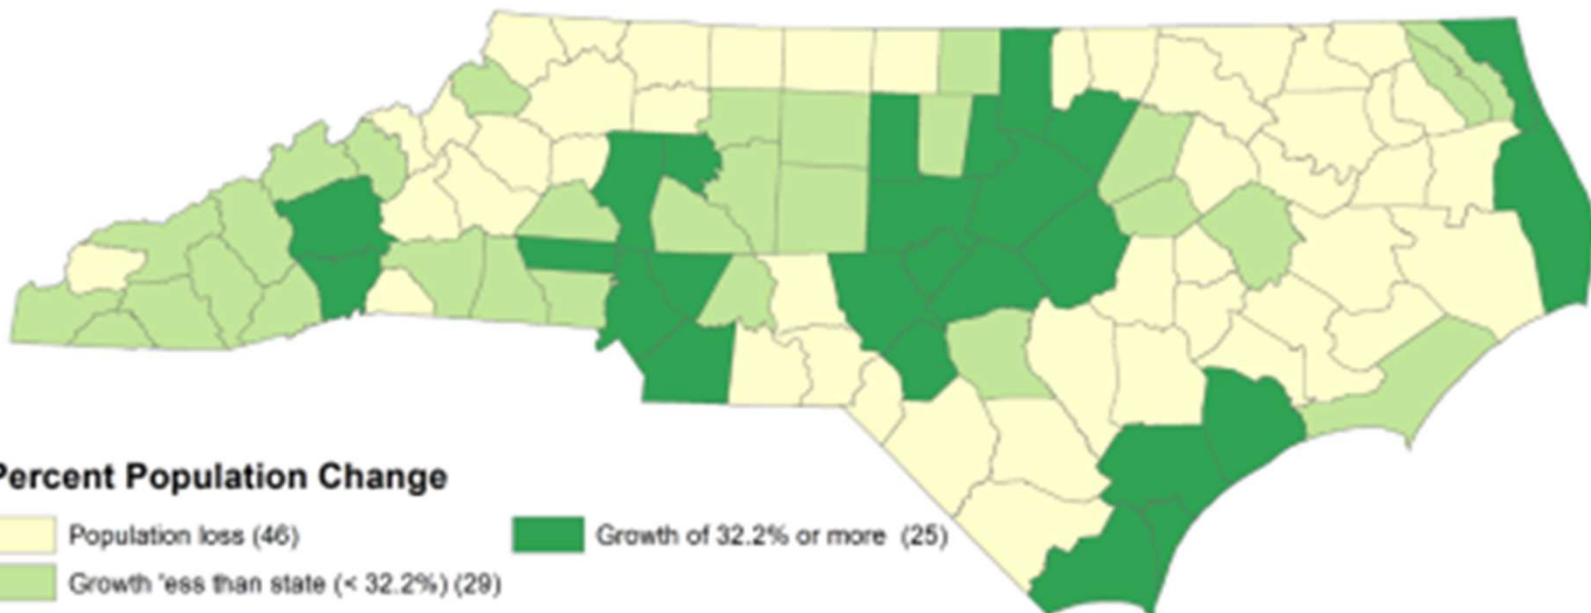 Percent Population Change
Population loss (46)
Growth of 32.2% or more (25)
Growth 'ess than state (< 32.2%) (29)